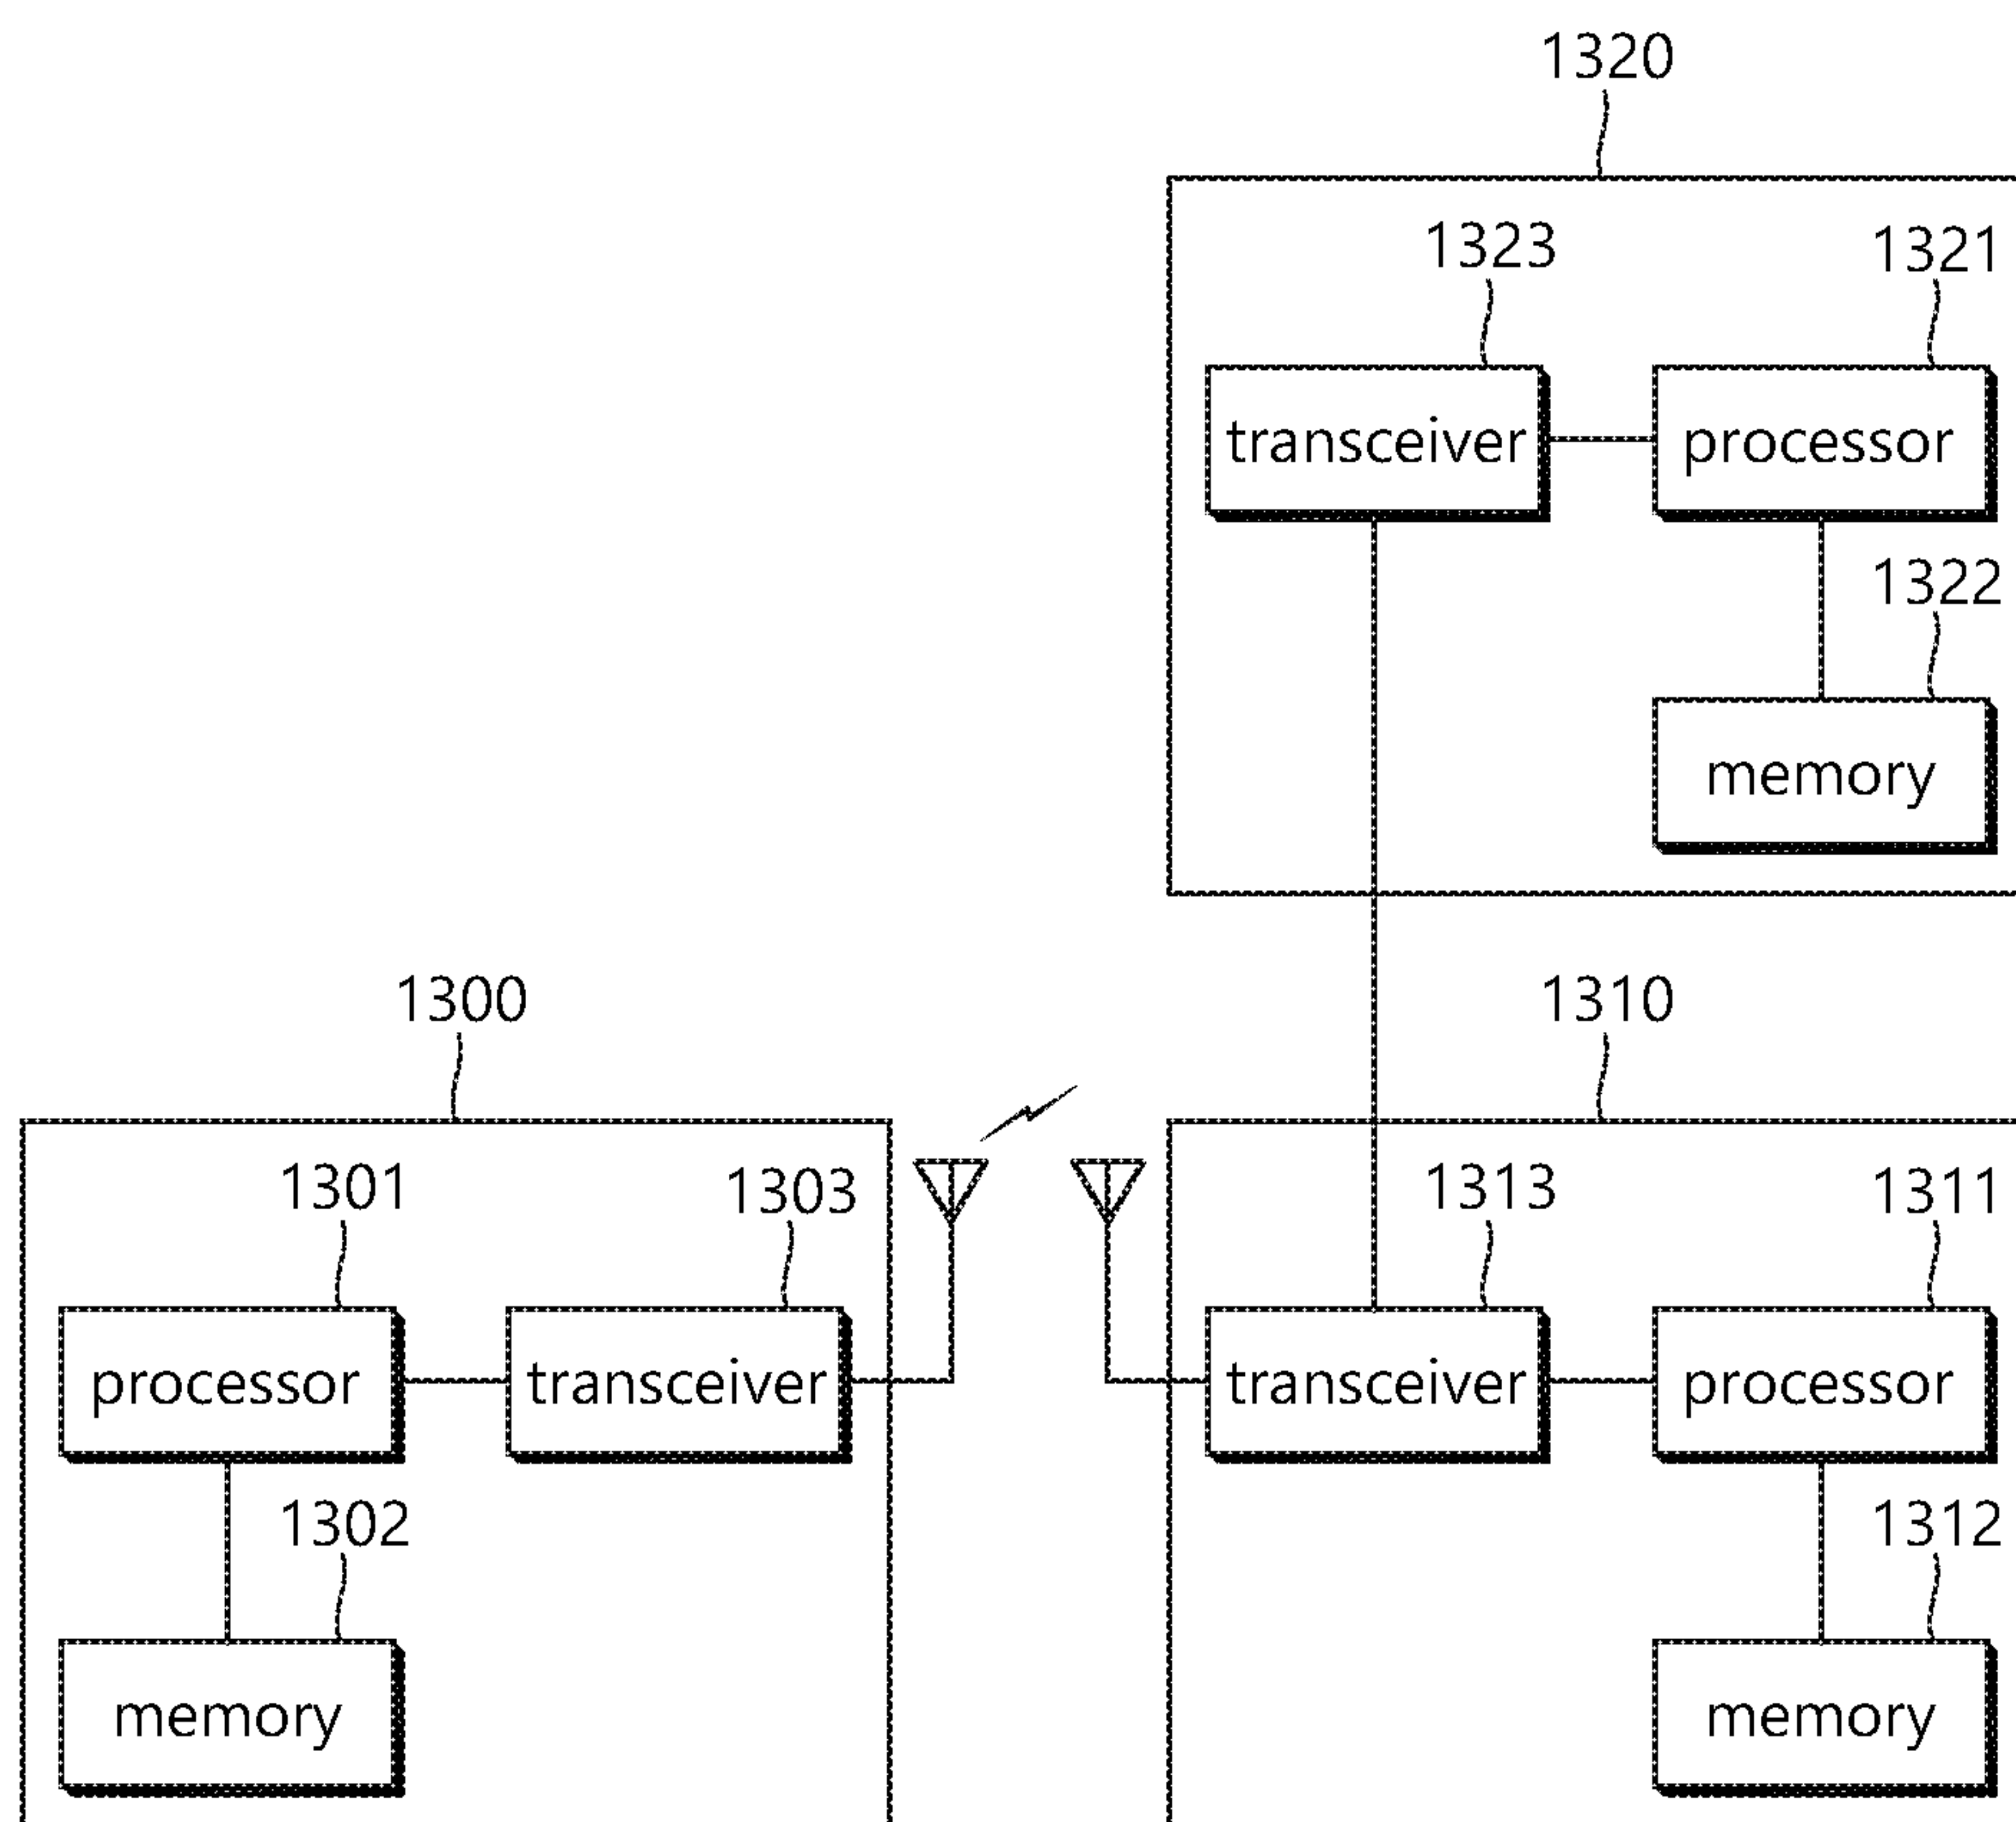 1320
1323
1321
transceiver
processor
1322
memory
1300
1310
1301
1303
1313
1311
processor
transceiver
transceiver
processor
1302
1312
memory
memory